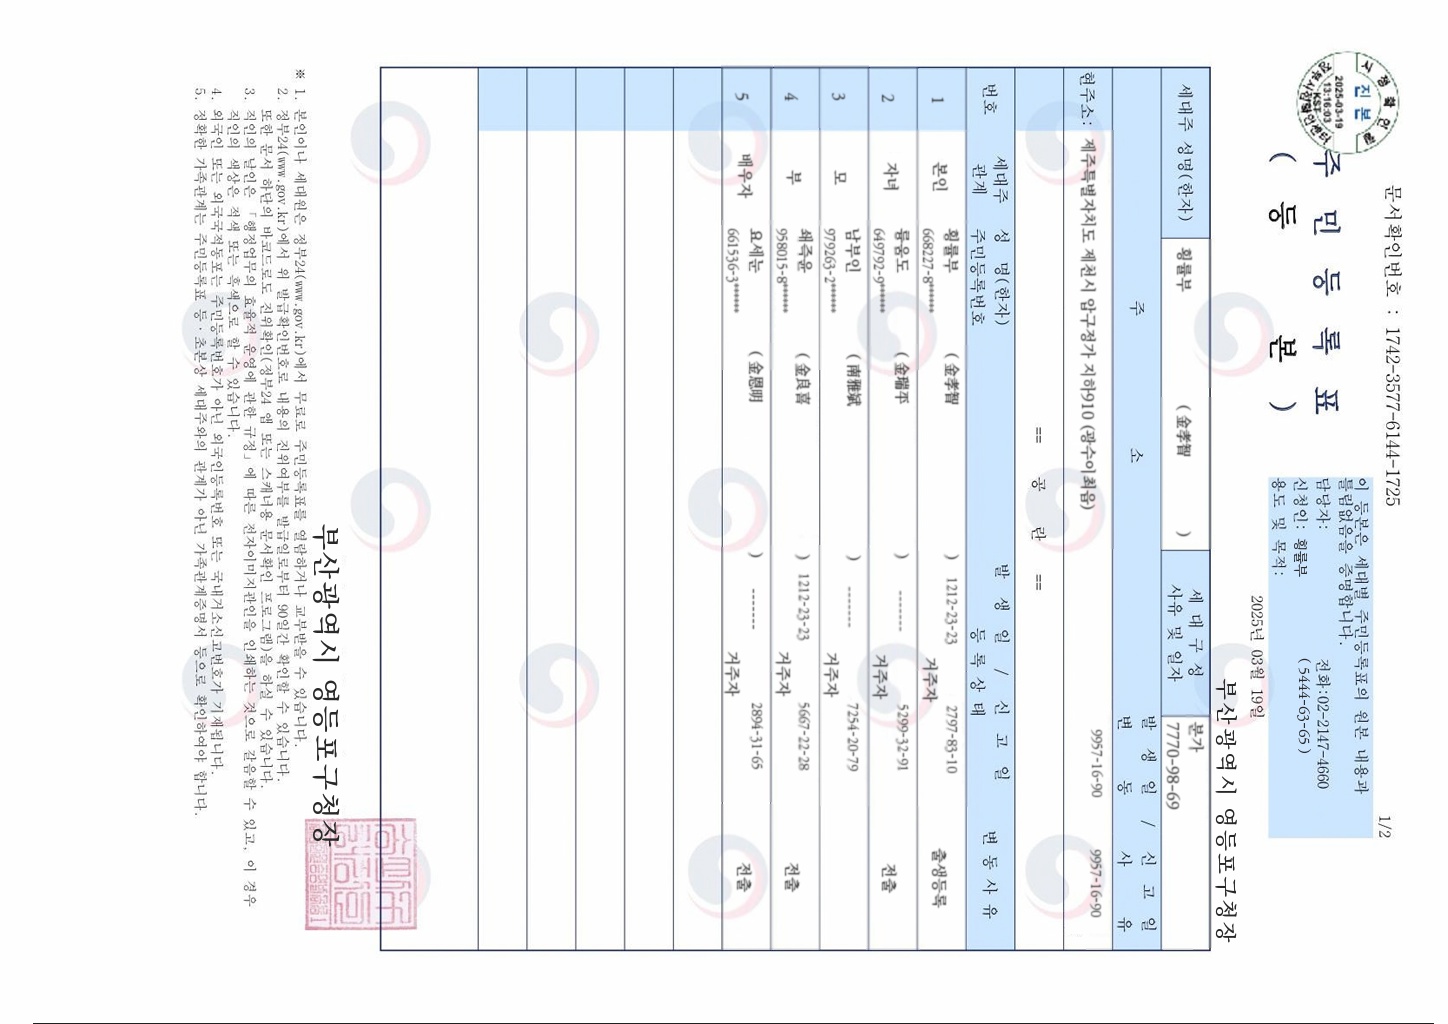 문서확인번호 : 1742-3577-6144-1725
1/2
시점확인필
진본
2025-03-19
13:16:03
KST
주 민 등 록 표
( 등 본 )
이 등본은 세대별 주민등록표의 원본 내용과
틀림없음을 증명합니다.
담당자: 전화:02-2147-4660
신청인: 횡률부 (5444-63-65)
용도 및 목적:
2025년 03월 19일
부산광역시 영등포구청장
세대주 성명(한자) 횡률부 ( 金孝智 ) 세 대 구 성 사유 및 일자 분가 7770-98-69
주 소 발 생 일 / 신 고 일
변 동 사 유
현주소: 제주특별자치도 제천시 압구정가 지하910 (광수이최읍) 9957-16-90 9957-16-90
== 공 란 ==
번호 세대주 관계 성 명(한자) 주민등록번호 발 생 일 / 신 고 일 등 록 상 태 변 동 사 유
1 본인 횡률부 ( 金孝智 ) 1212-23-23 2797-83-10 출생등록
668227-8****** 거주자
2 자녀 룡음도 ( 金瑞平 ) ------- 5299-32-91 전출
649792-9****** 거주자
3 모 남부인 ( 南雅斌 ) ------- 7254-20-79
979263-2****** 거주자
4 부 쇄즉윤 ( 金良喜 ) 1212-23-23 5667-22-28 전출
958015-8****** 거주자
5 배우자 요세눈 ( 金恩明 ) ------- 2894-31-65 전출
661536-3****** 거주자
부산광역시 영등포구청장
※ 1. 본인이나 세대원은 정부24(www.gov.kr)에서 무료로 주민등록표를 열람하거나 교부받을 수 있습니다.
2. 정부24(www.gov.kr)에서 위 발급확인번호로 내용의 진위여부를 발급일로부터 90일간 확인할 수 있습니다.
또한 문서 하단의 바코드로도 진위확인(정부24 앱 또는 스캐너용 문서확인 프로그램)을 하실 수 있습니다.
3. 직인의 날인은 「행정업무의 효율적 운영에 관한 규정」에 따른 전자이미지관인을 인쇄하는 것으로 갈음할 수 있고, 이 경우
직인의 색상은 적색 또는 흑색으로 할 수 있습니다.
4. 외국인 또는 외국국적동포는 주민등록번호가 아닌 외국인등록번호 또는 국내거소신고번호가 기재됩니다.
5. 정확한 가족관계는 주민등록표 등·초본상 세대주와의 관계가 아닌 가족관계증명서 등으로 확인하여야 합니다.